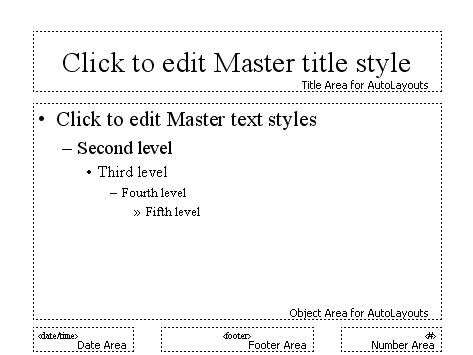 Click to edit Master title style
Title Area for AutoLayouts
• Click to edit Master text styles
– Second level
• Third level
– Fourth level
» Fifth level
Object Area for AutoLayouts
<date/time>
Date Area
<footer>
Footer Area
<#>
Number Area